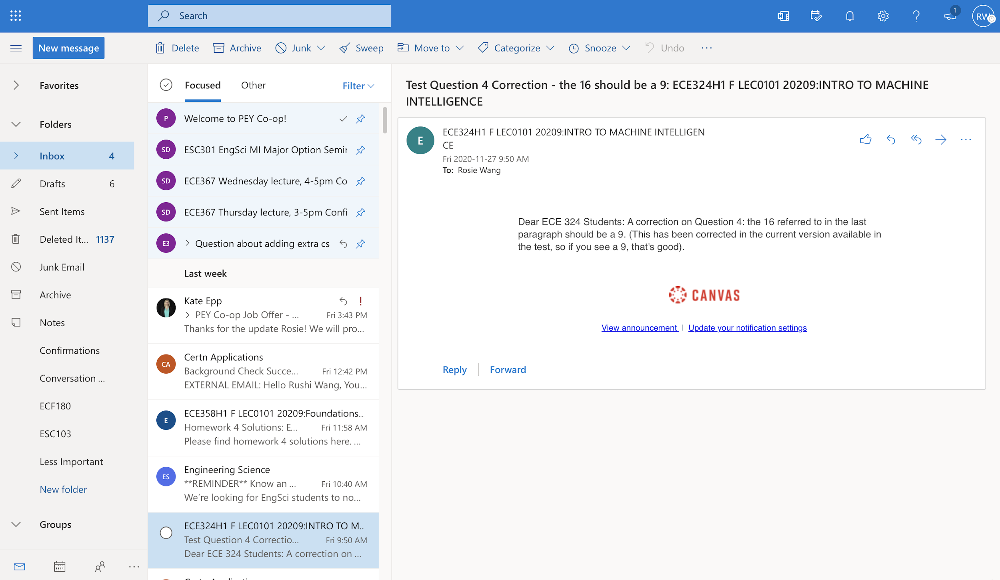 Search
1
RW
New message
Delete
Archive
Junk
Sweep
Move to
Categorize
Snooze
Undo
Favorites
Folders
Inbox 4
Drafts 6
Sent Items
Deleted It... 1137
Junk Email
Archive
Notes
Confirmations
Conversation ...
ECF180
ESC103
Less Important
New folder
Groups
Focused
Other
Filter
P
Welcome to PEY Co-op!
SD
ESC301 EngSci MI Major Option Semi
SD
ECE367 Wednesday lecture, 4-5pm Co
SD
ECE367 Thursday lecture, 3-5pm Confi
E3
Question about adding extra cs
Last week
Kate Epp
PEY Co-op Job Offer - ... Fri 3:43 PM
Thanks for the update Rosie! We will pro...
CA
Certn Applications
Background Check Succe... Fri 12:42 PM
EXTERNAL EMAIL: Hello Rushi Wang, You...
E
ECE358H1 F LEC0101 20209:Foundations..
Homework 4 Solutions: E... Fri 11:58 AM
Please find homework 4 solutions here. ...
ES
Engineering Science
**REMINDER** Know an ... Fri 10:40 AM
We’re looking for EngSci students to no...
ECE324H1 F LEC0101 20209:INTRO TO M..
Test Question 4 Correctio... Fri 9:50 AM
Dear ECE 324 Students: A correction on ...
Test Question 4 Correction - the 16 should be a 9: ECE324H1 F LEC0101 20209:INTRO TO MACHINE
INTELLIGENCE
E
ECE324H1 F LEC0101 20209:INTRO TO MACHINE INTELLIGEN
CE
Fri 2020-11-27 9:50 AM
To: Rosie Wang
Dear ECE 324 Students: A correction on Question 4: the 16 referred to in the last
paragraph should be a 9. (This has been corrected in the current version available in
the test, so if you see a 9, that's good).
CANVAS
View announcement | Update your notification settings
Reply
Forward